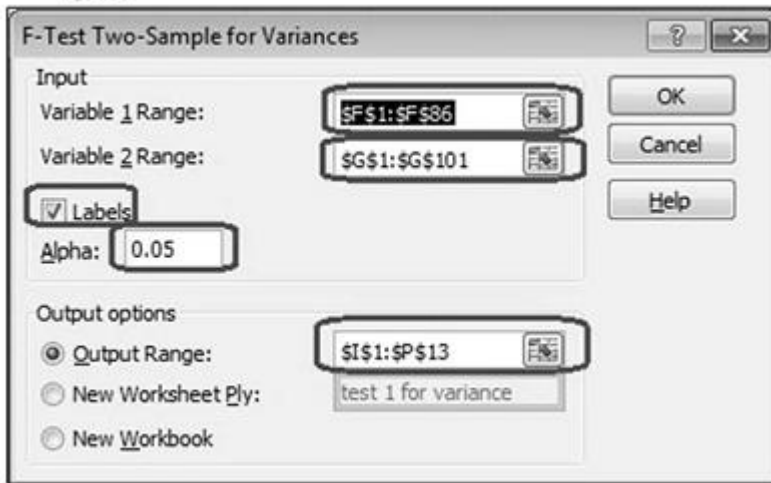 F-Test Two-Sample for Variances
Input
Variable 1 Range: $F$1:$F$86
Variable 2 Range: $G$1:$G$101
Labels
Alpha: 0.05
OK
Cancel
Help
Output options
Output Range: $I$1:$P$13
New Worksheet Ply: test 1 for variance
New Workbook